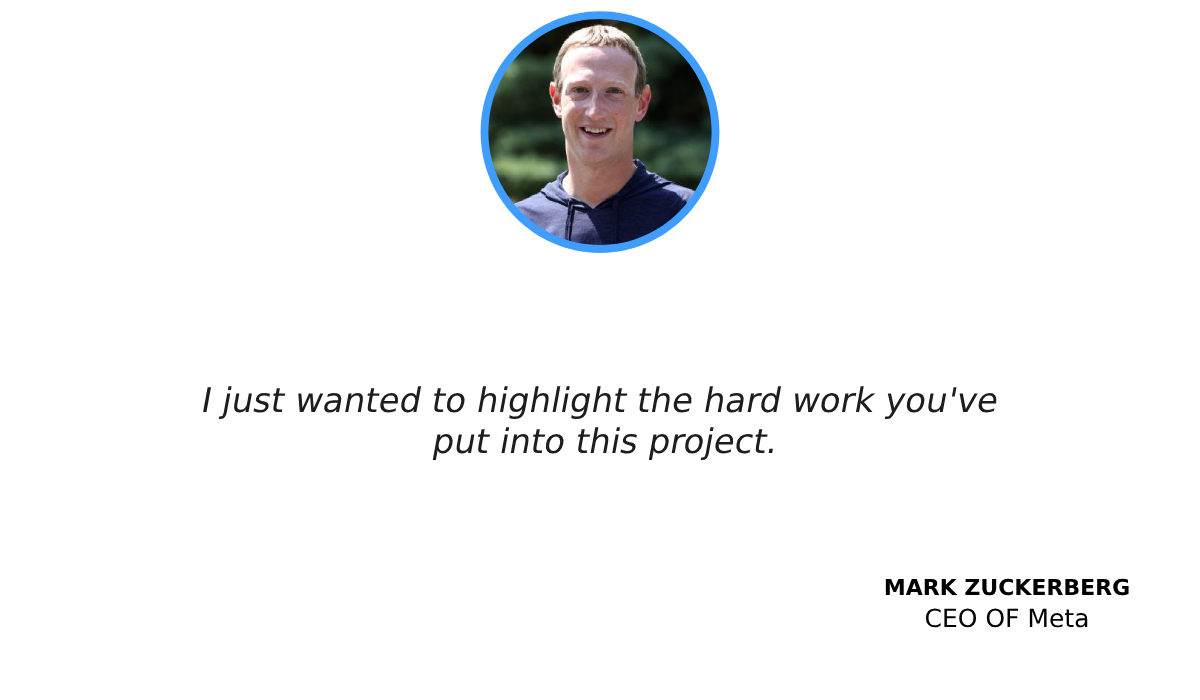 I just wanted to highlight the hard work you've
put into this project.
MARK ZUCKERBERG
CEO OF Meta